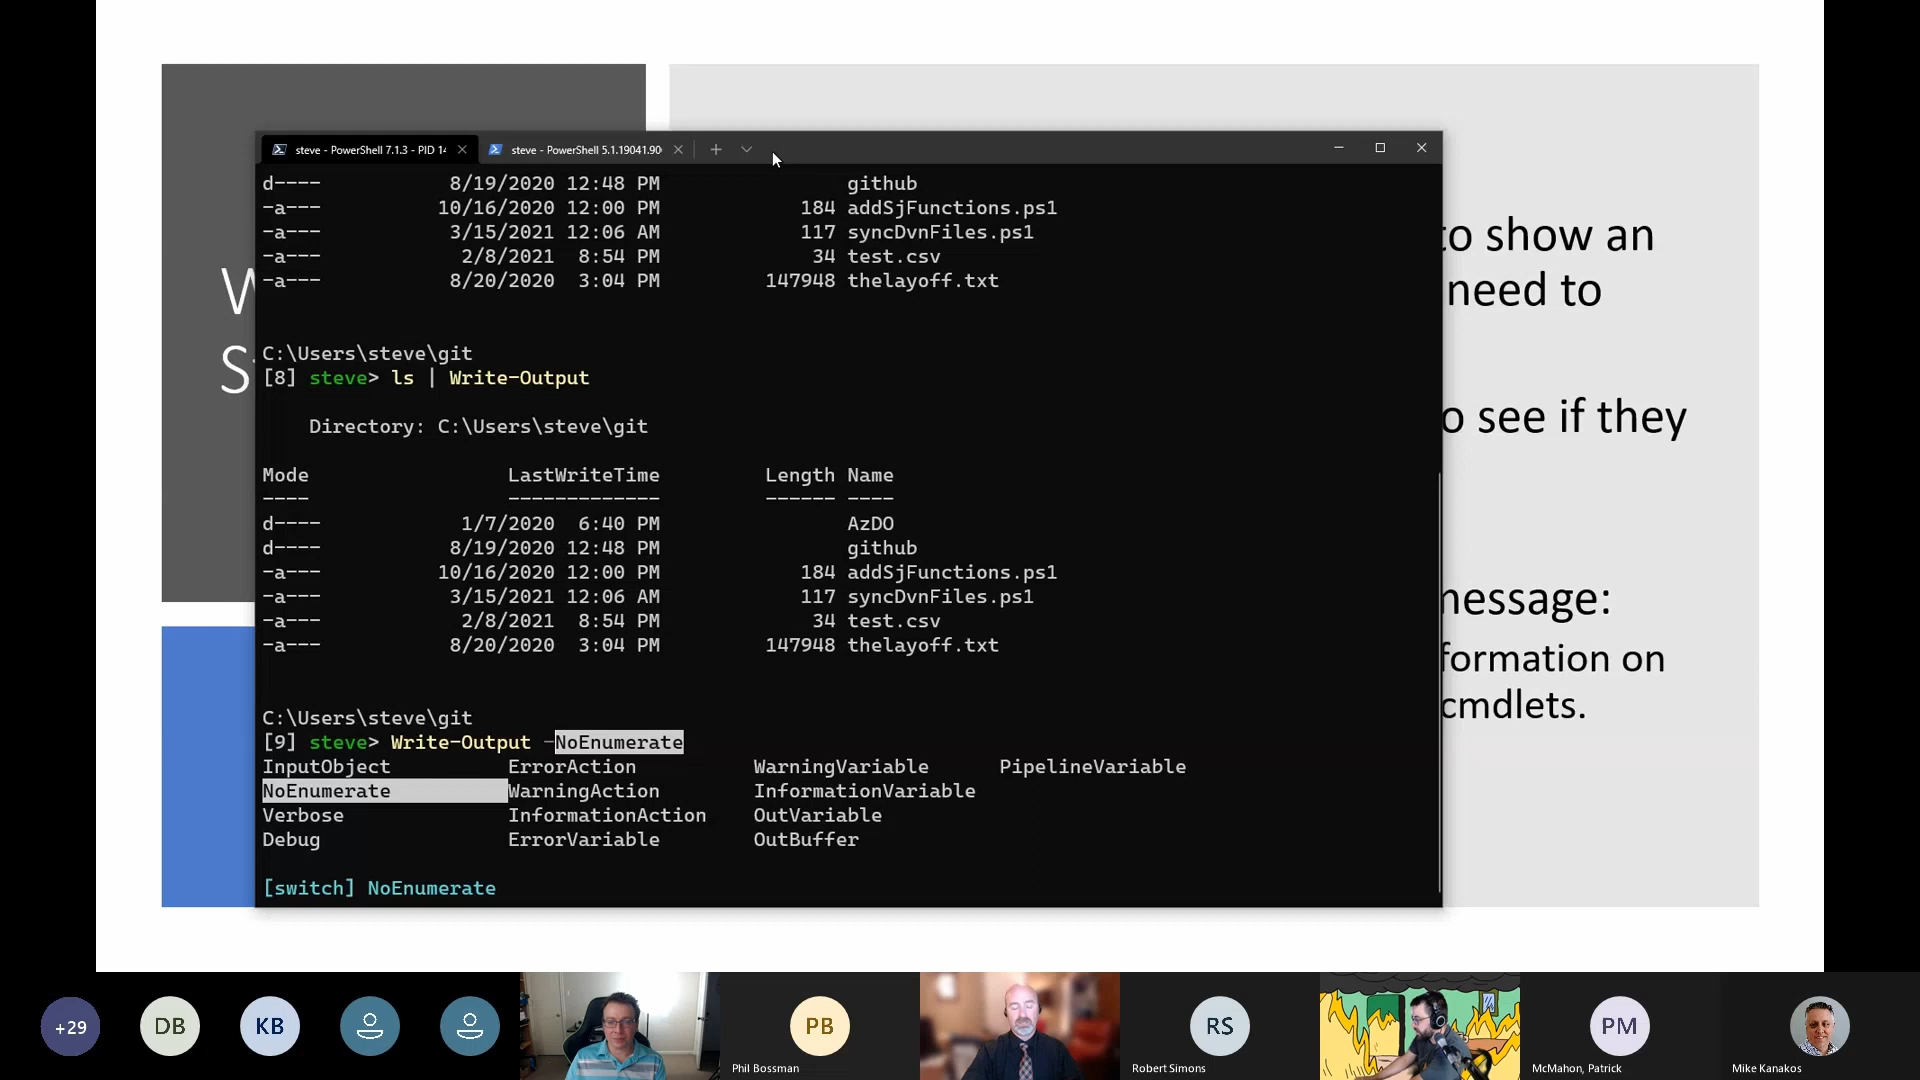 steve - PowerShell 7.1.3 - PID 14
steve - PowerShell 5.1.19041.90
d---- 8/19/2020 12:48 PM github
-a--- 10/16/2020 12:00 PM 184 addSjFunctions.ps1
-a--- 3/15/2021 12:06 AM 117 syncDvnFiles.ps1
-a--- 2/8/2021 8:54 PM 34 test.csv
-a--- 8/20/2020 3:04 PM 147948 thelayoff.txt
C:\Users\steve\git
[8] steve> ls | Write-Output
Directory: C:\Users\steve\git
Mode LastWriteTime Length Name
---- ------------- ------ ----
d---- 1/7/2020 6:40 PM AzDO
d---- 8/19/2020 12:48 PM github
-a--- 10/16/2020 12:00 PM 184 addSjFunctions.ps1
-a--- 3/15/2021 12:06 AM 117 syncDvnFiles.ps1
-a--- 2/8/2021 8:54 PM 34 test.csv
-a--- 8/20/2020 3:04 PM 147948 thelayoff.txt
C:\Users\steve\git
[9] steve> Write-Output -NoEnumerate
InputObject ErrorAction WarningVariable PipelineVariable
NoEnumerate WarningAction InformationVariable
Verbose InformationAction OutVariable
Debug ErrorVariable OutBuffer
[switch] NoEnumerate
to show an
need to
o see if they
message:
formation on
cmdlets.
+29
DB
KB
PB
Phil Bossman
RS
Robert Simons
PM
McMahon, Patrick
Mike Kanakos